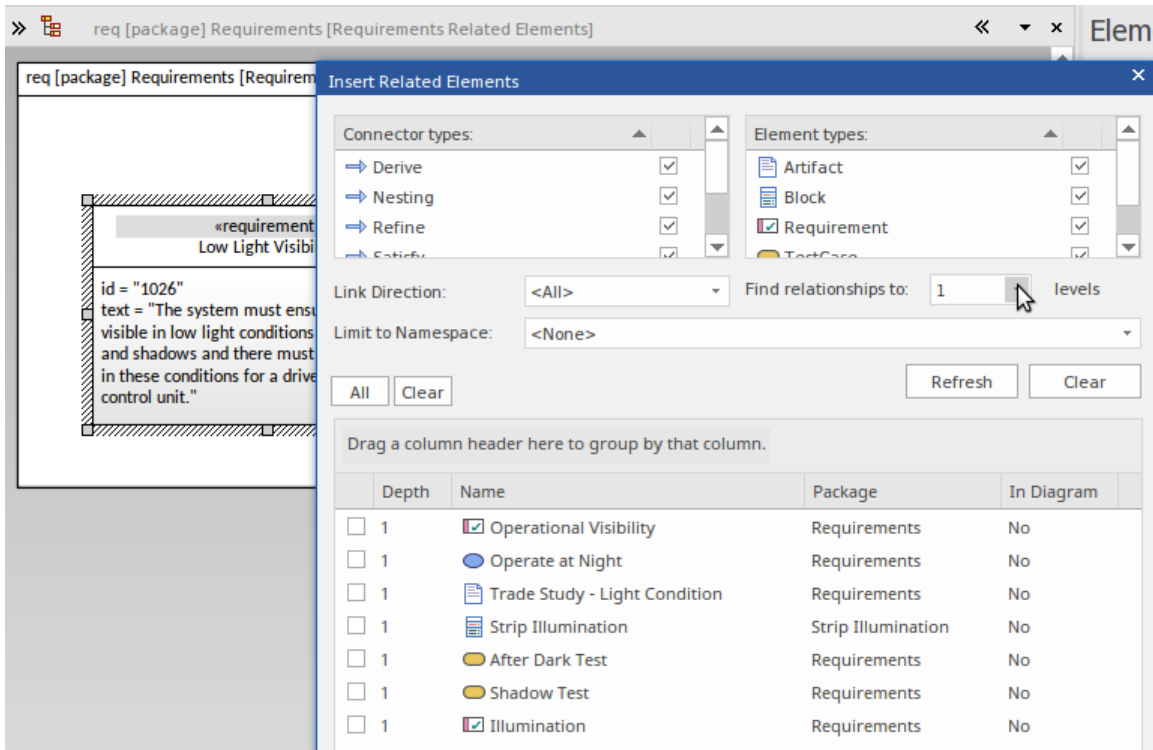 req [package] Requirements [Requirements Related Elements]
Elem
req [package] Requirements [Requirem
«requirement
Low Light Visibi
id = "1026"
text = "The system must ensu
visible in low light conditions
and shadows and there must
in these conditions for a drive
control unit."
Insert Related Elements
Connector types:
Derive
Nesting
Refine
Satisfy
Element types:
Artifact
Block
Requirement
TestCase
Link Direction: <All>
Find relationships to: 1 levels
Limit to Namespace: <None>
All Clear
Refresh Clear
Drag a column header here to group by that column.
Depth Name Package In Diagram
1 Operational Visibility Requirements No
1 Operate at Night Requirements No
1 Trade Study - Light Condition Requirements No
1 Strip Illumination Strip Illumination No
1 After Dark Test Requirements No
1 Shadow Test Requirements No
1 Illumination Requirements No